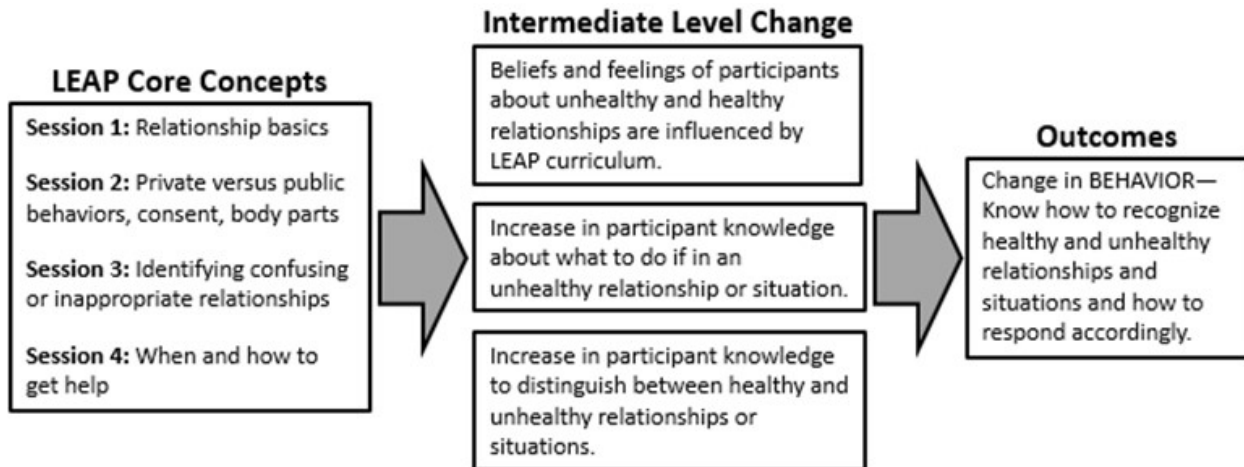 LEAP Core Concepts
Session 1: Relationship basics
Session 2: Private versus public
behaviors, consent, body parts
Session 3: Identifying confusing
or inappropriate relationships
Session 4: When and how to
get help
Intermediate Level Change
Beliefs and feelings of participants
about unhealthy and healthy
relationships are influenced by
LEAP curriculum.
Increase in participant knowledge
about what to do if in an
unhealthy relationship or situation.
Increase in participant knowledge
to distinguish between healthy and
unhealthy relationships or
situations.
Outcomes
Change in BEHAVIOR—
Know how to recognize
healthy and unhealthy
relationships and
situations and how to
respond accordingly.